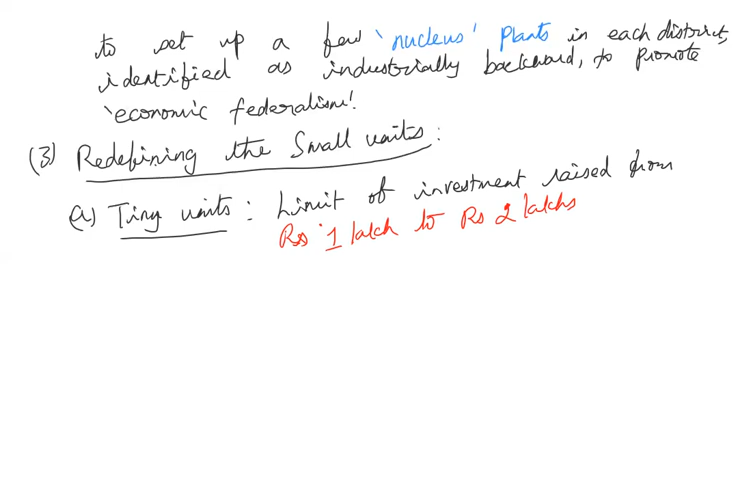 to set up a few 'nucleus' Plants in each district,
identified as industrially backward, to promote
'economic federalism'.
(3) Redefining the Small units :
(a) Tiny units : Limit of investment raised from
Rs 1 lakh to Rs 2 lakhs